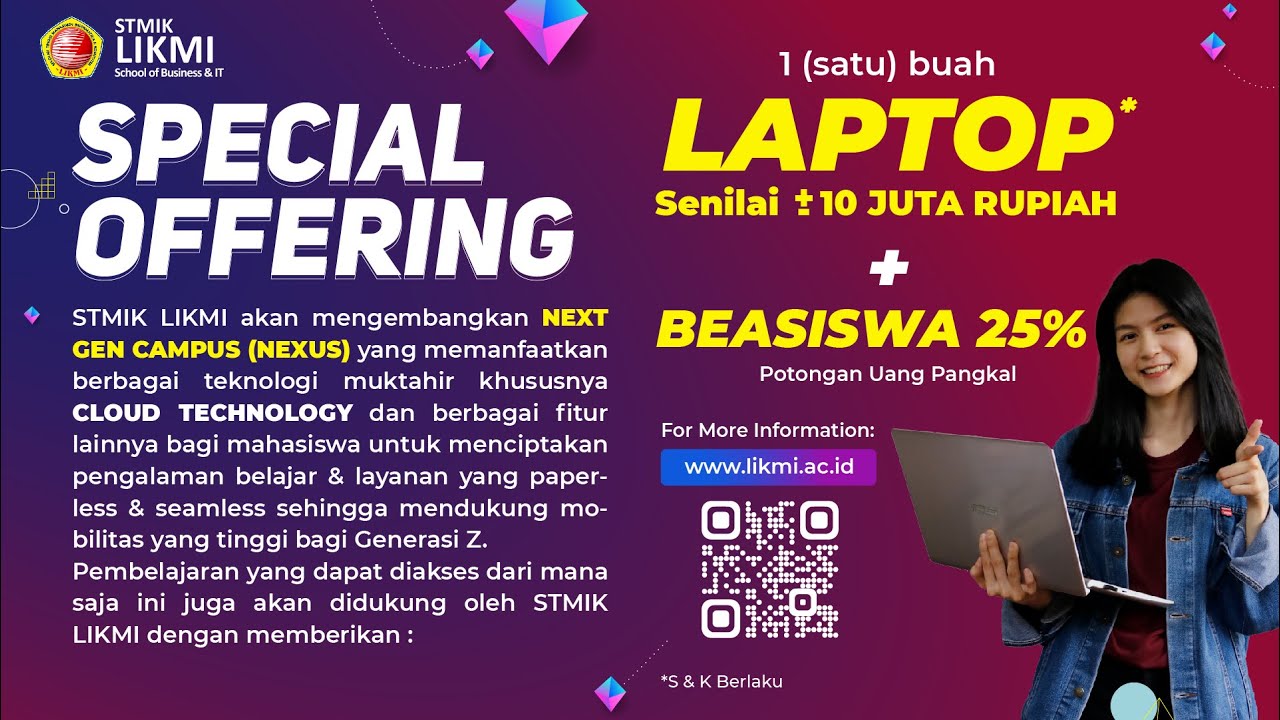 STMIK
LIKMI
School of Business & IT
LIKMI
SPECIAL
OFFERING
STMIK LIKMI akan mengembangkan NEXT
GEN CAMPUS (NEXUS) yang memanfaatkan
berbagai teknologi muktahir khususnya
CLOUD TECHNOLOGY dan berbagai fitur
lainnya bagi mahasiswa untuk menciptakan
pengalaman belajar & layanan yang paper-
less & seamless sehingga mendukung mo-
bilitas yang tinggi bagi Generasi Z.
Pembelajaran yang dapat diakses dari mana
saja ini juga akan didukung oleh STMIK
LIKMI dengan memberikan :
1 (satu) buah
LAPTOP*
Senilai ± 10 JUTA RUPIAH
+
BEASISWA 25%
Potongan Uang Pangkal
For More Information:
www.likmi.ac.id
*S & K Berlaku